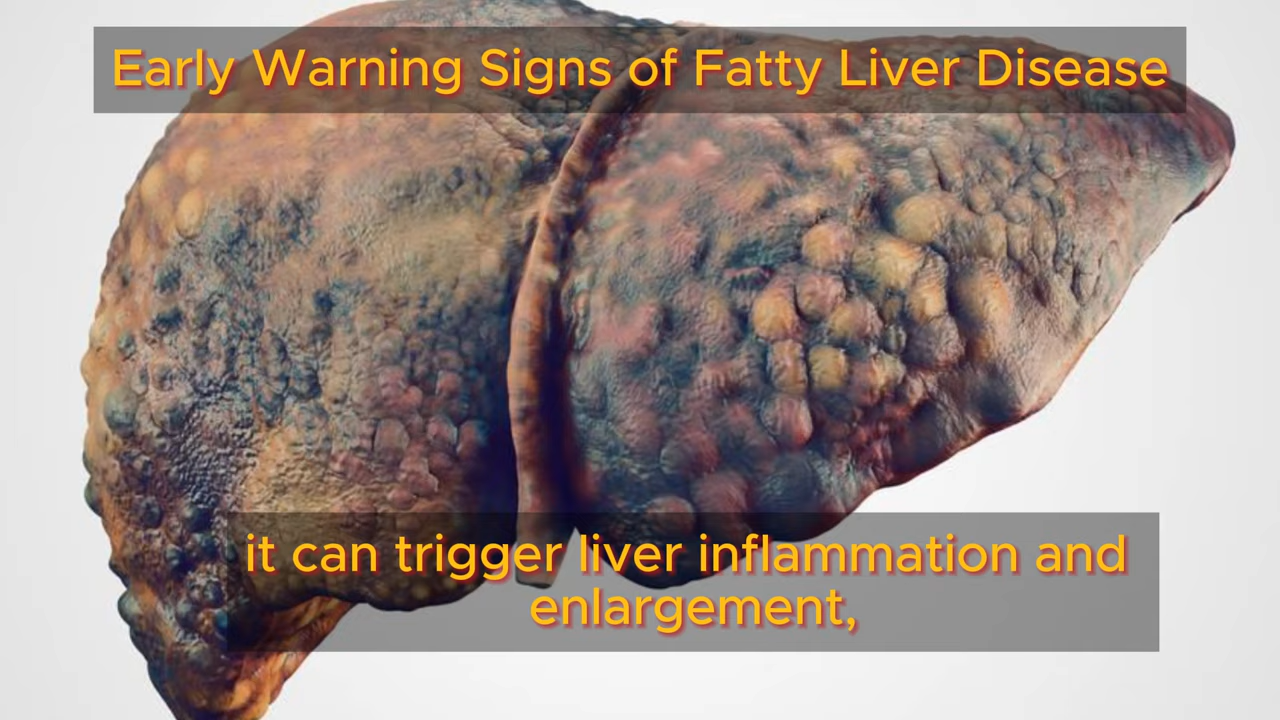 Early Warning Signs of Fatty Liver Disease
it can trigger liver inflammation and
enlargement,